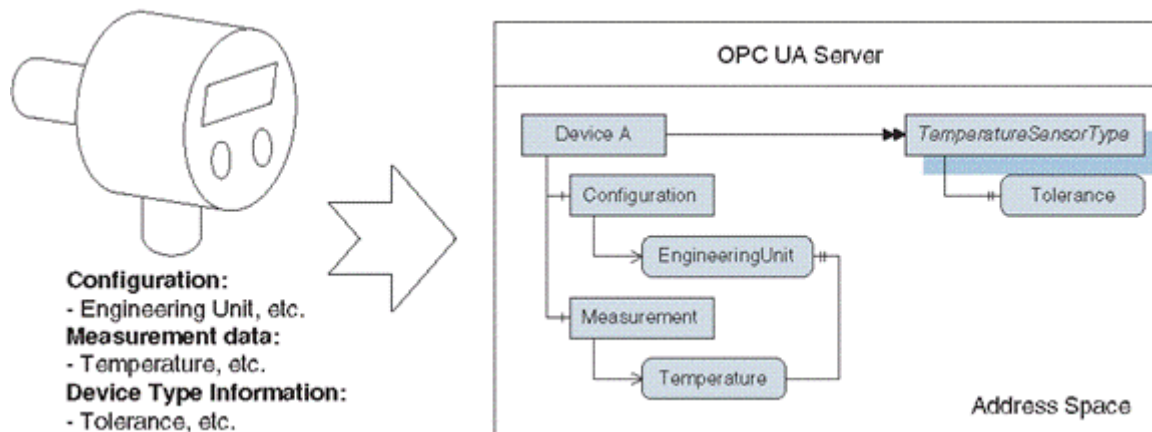 Configuration:
- Engineering Unit, etc.
Measurement data:
- Temperature, etc.
Device Type Information:
- Tolerance, etc.
OPC UA Server
Device A
TemperatureSensorType
Configuration
Tolerance
EngineeringUnit
Measurement
Temperature
Address Space